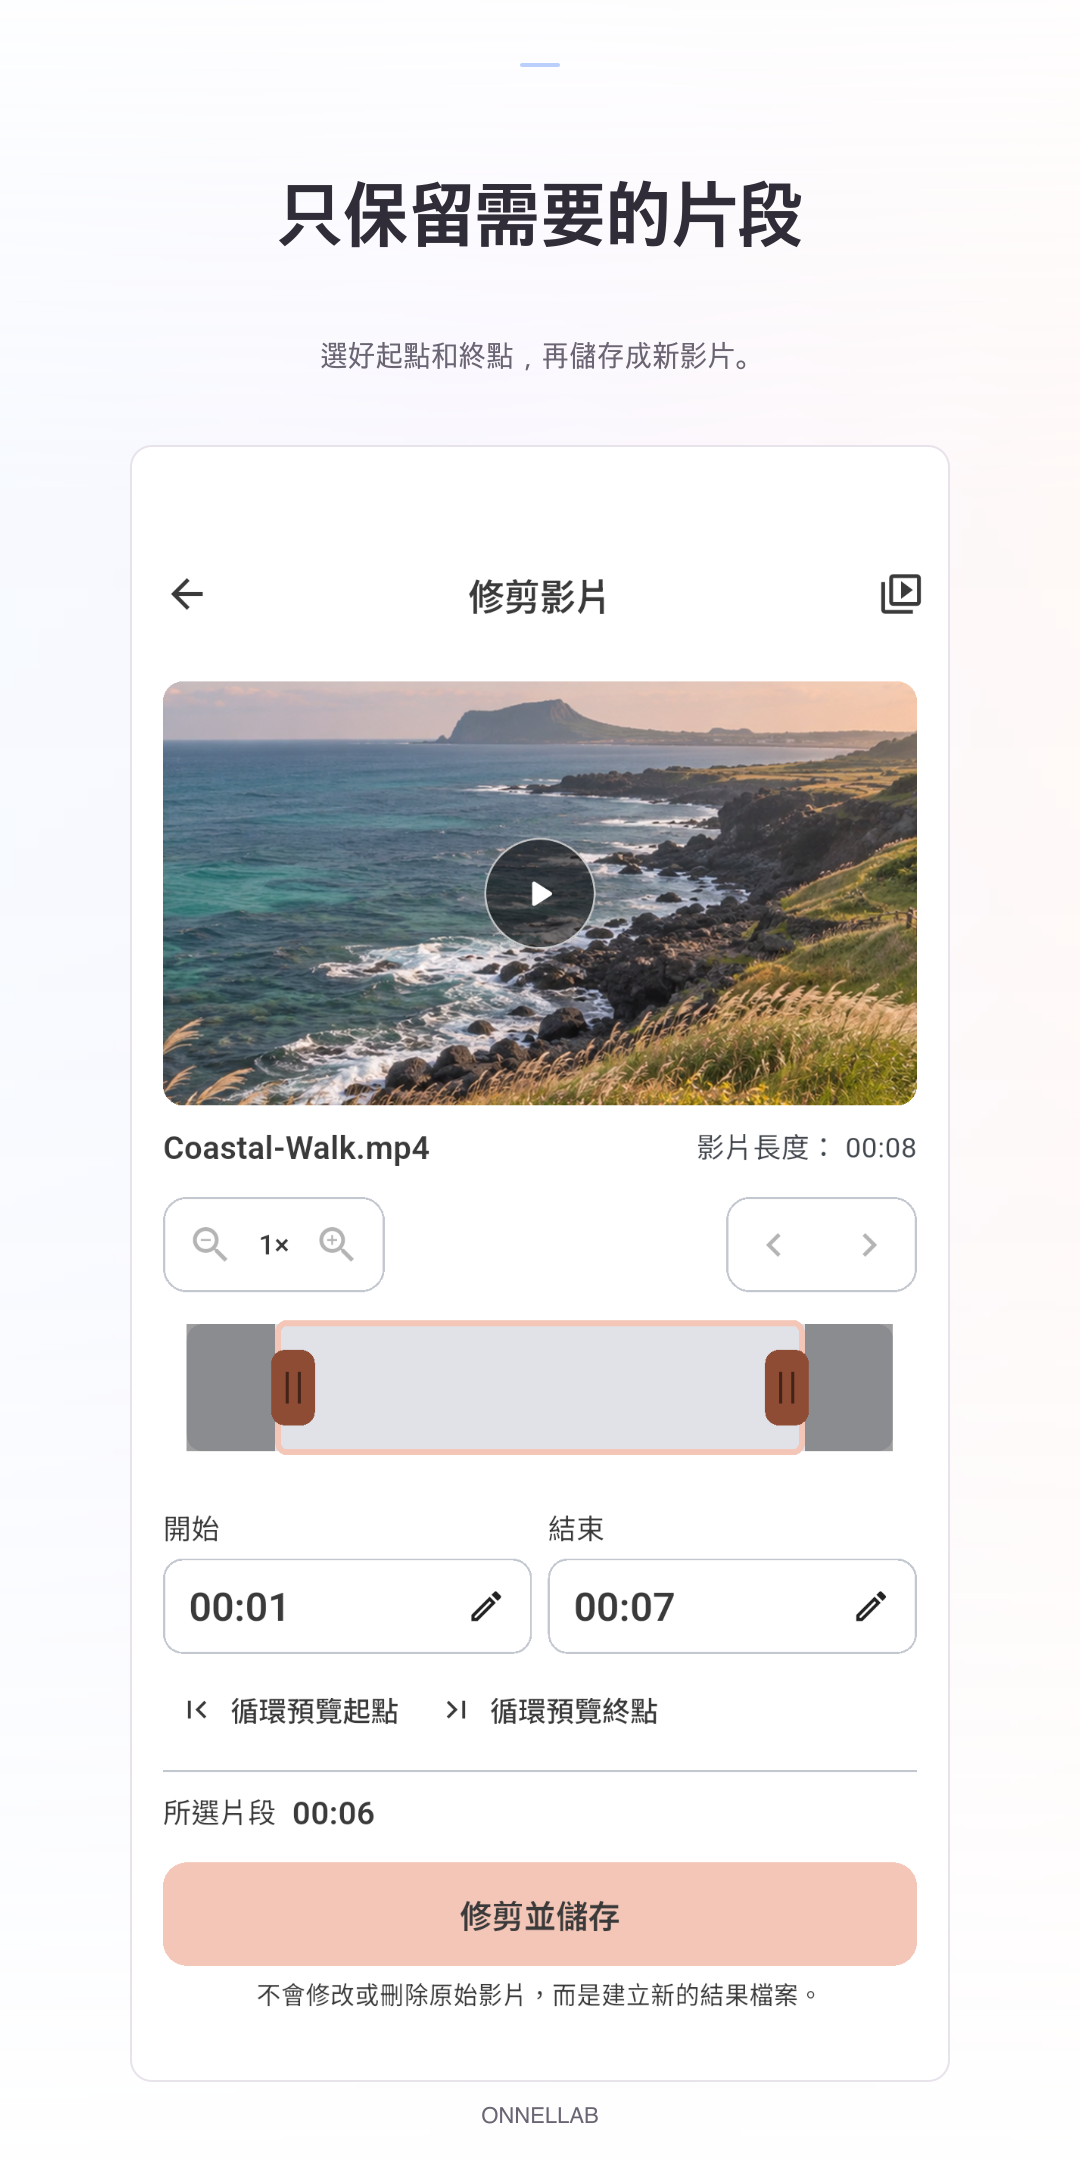 只保留需要的片段
選好起點和終點，再儲存成新影片。
修剪影片
Coastal-Walk.mp4
影片長度： 00:08
1×
開始
結束
00:01
00:07
循環預覽起點
循環預覽終點
所選片段 00:06
修剪並儲存
不會修改或刪除原始影片，而是建立新的結果檔案。
ONNELLAB